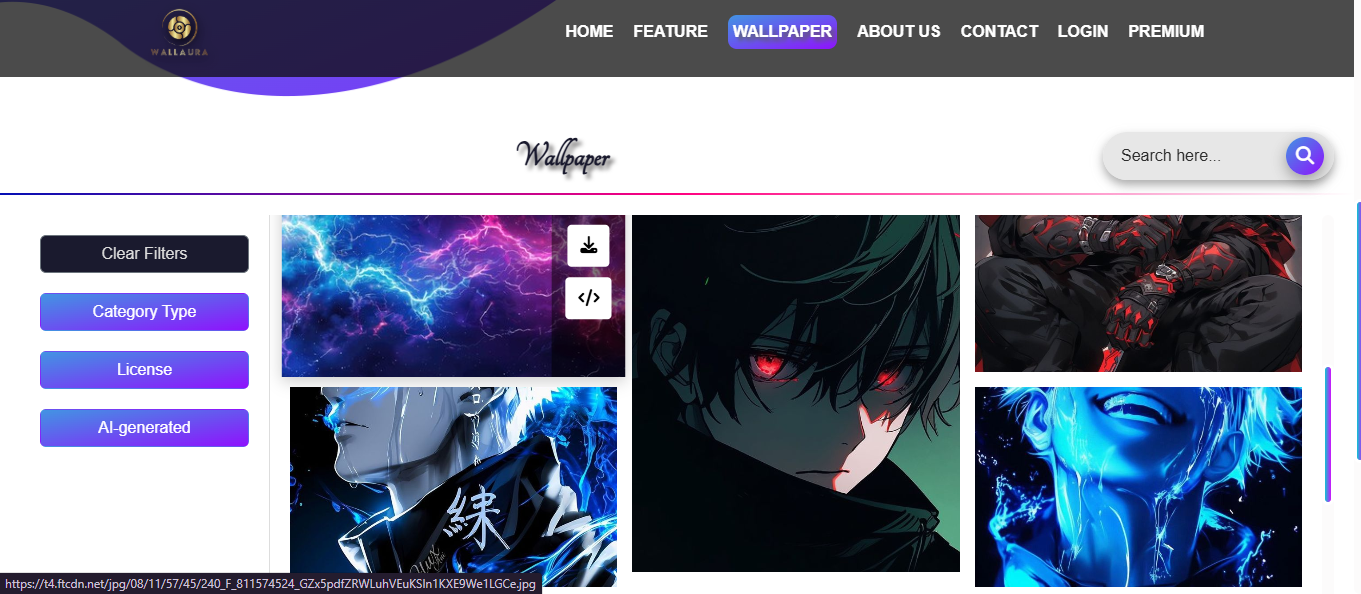 WALLAURA
HOME FEATURE WALLPAPER ABOUT US CONTACT LOGIN PREMIUM
Wallpaper
Search here...
Clear Filters
Category Type
License
AI-generated
</>
練
https://t4.ftcdn.net/jpg/08/11/57/45/240_F_811574524_GZx5pdfZRWLuhVEuKSIn1KXE9We1LGCe.jpg